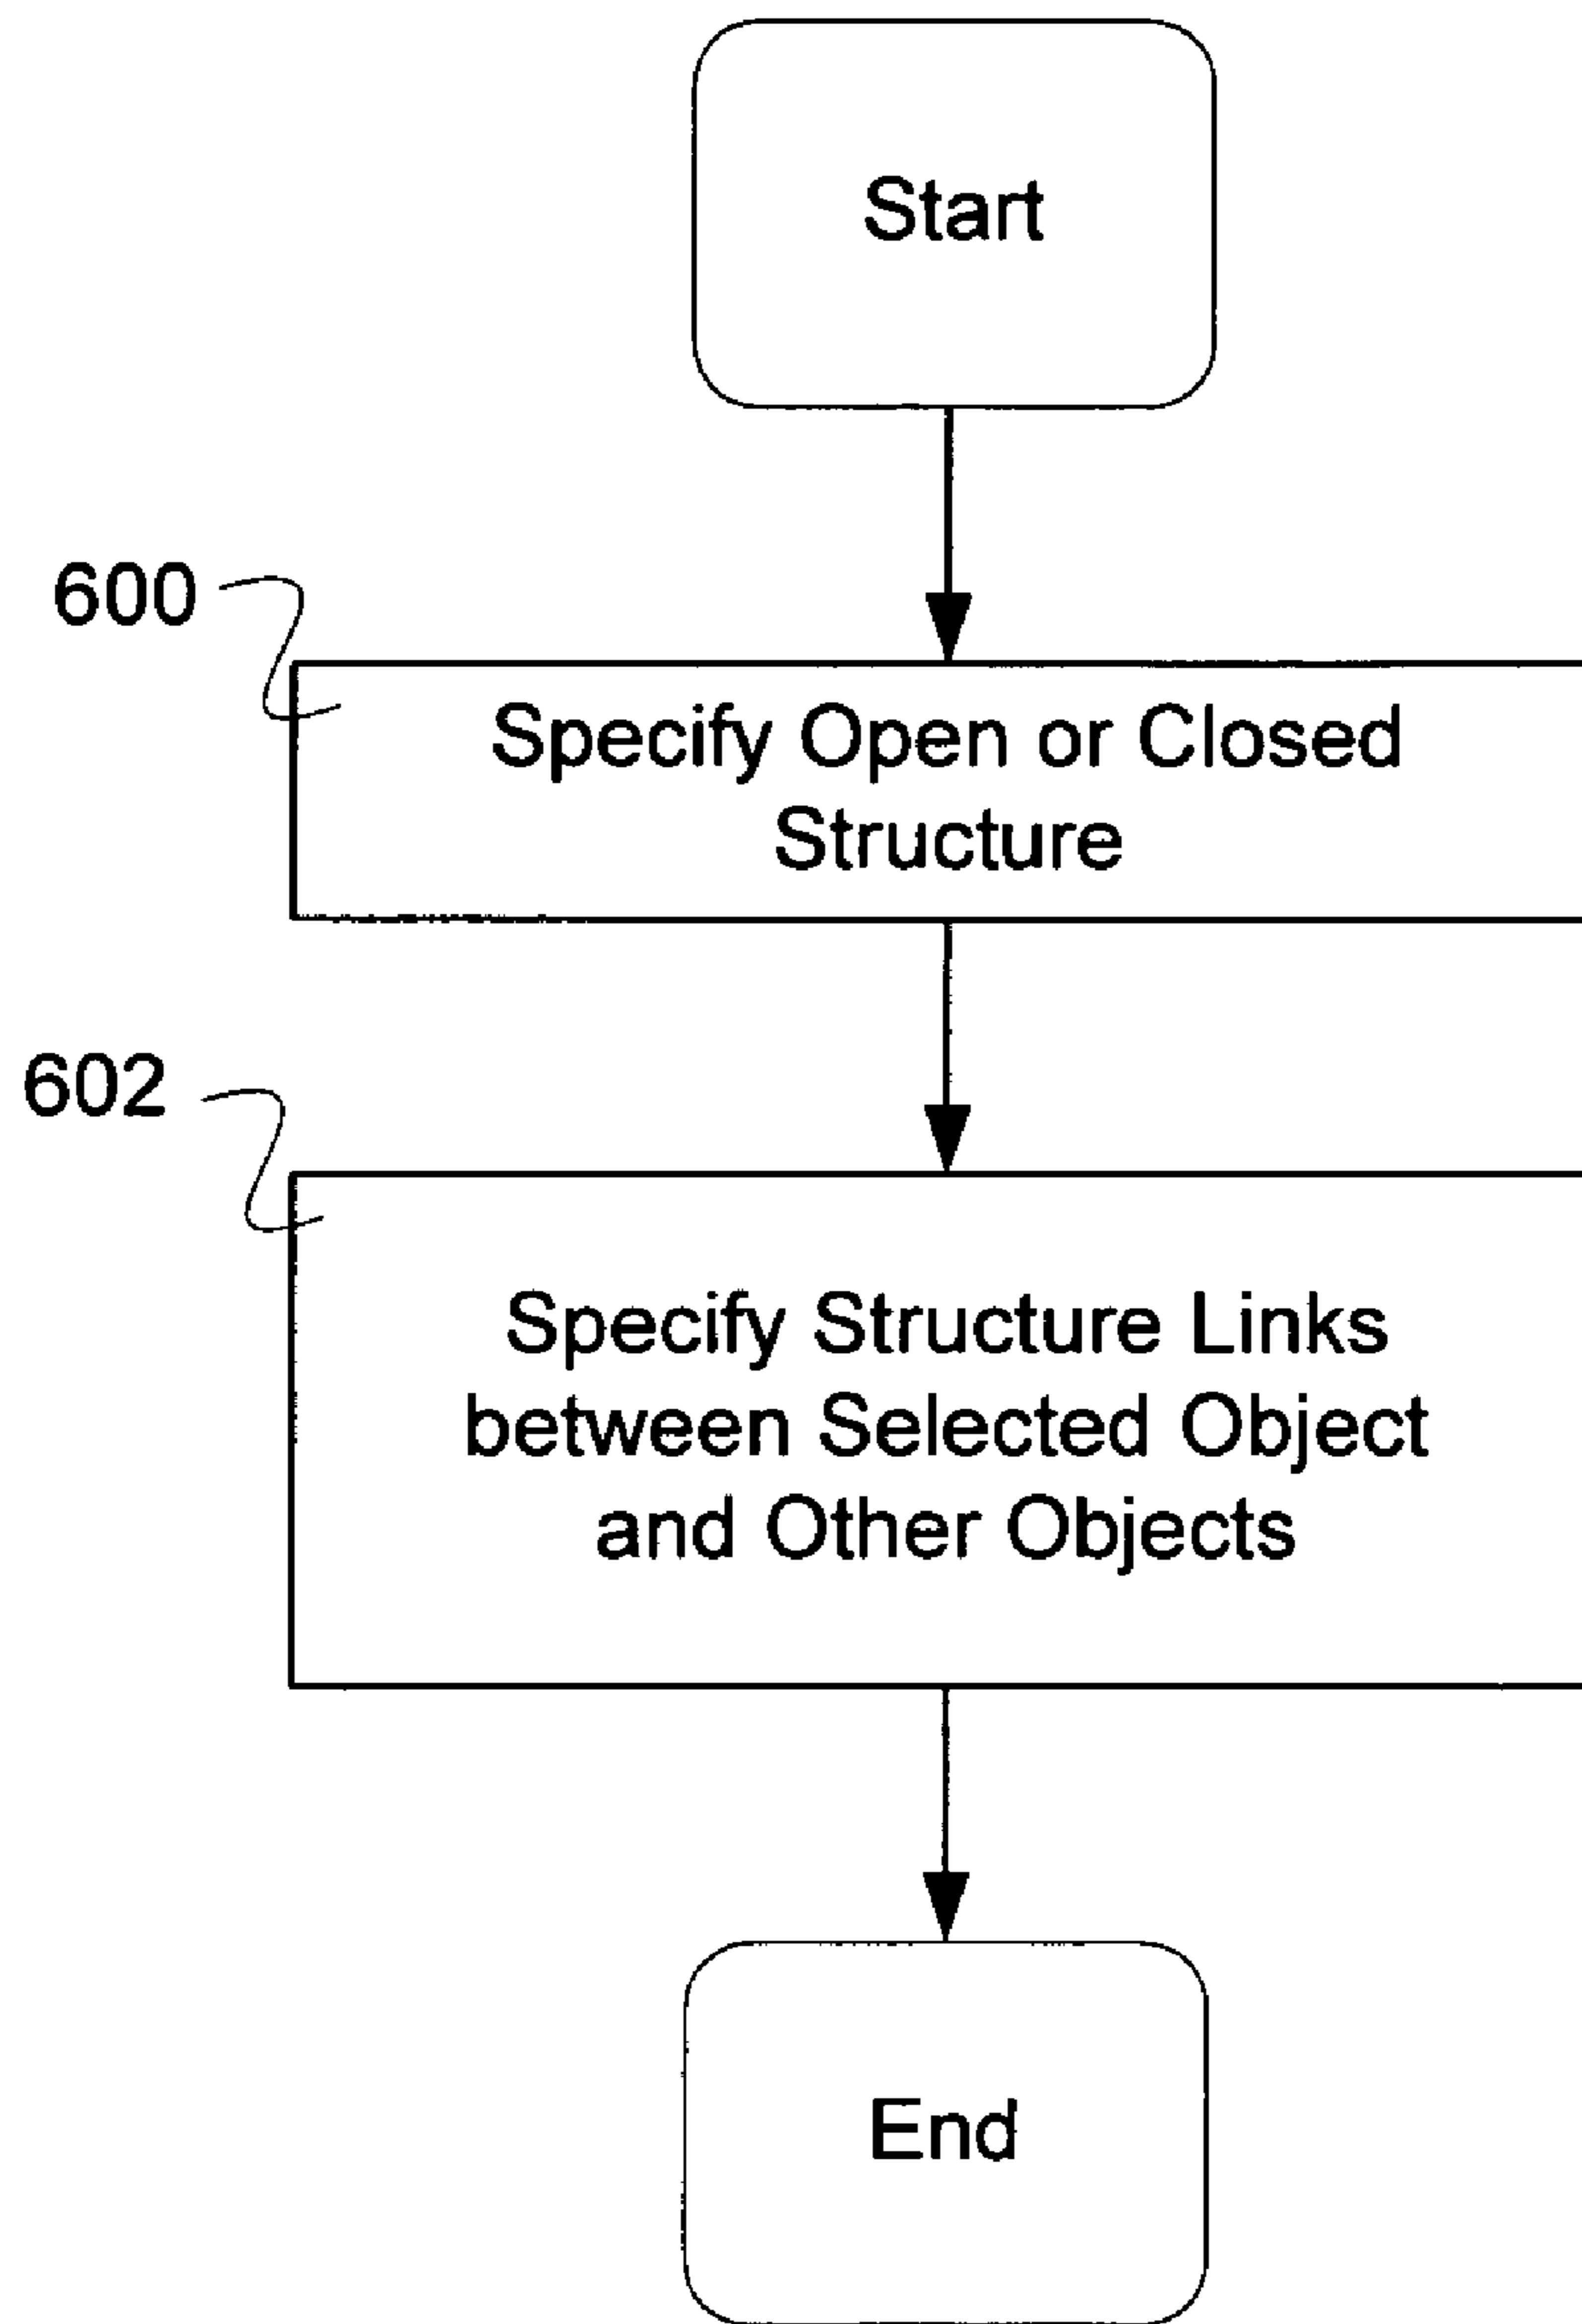 Start
600
Specify Open or Closed
Structure
602
Specify Structure Links
between Selected Object
and Other Objects
End